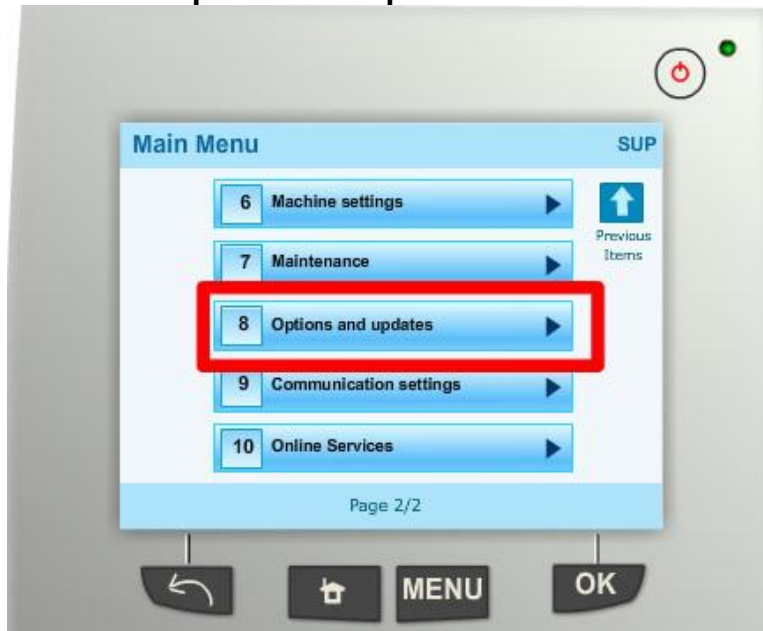 Main Menu
SUP
6 Machine settings
Previous
Items
7 Maintenance
8 Options and updates
9 Communication settings
10 Online Services
Page 2/2
MENU
OK